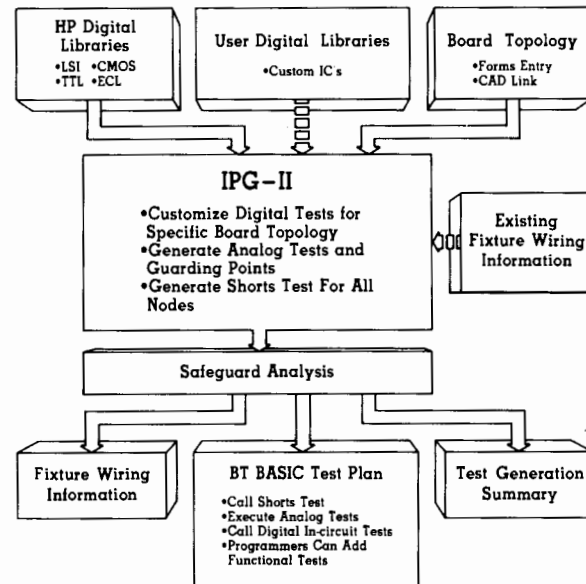 HP Digital
Libraries
•LSI •CMOS
•TTL •ECL
User Digital Libraries
•Custom IC's
Board Topology
•Forms Entry
•CAD Link
IPG-II
•Customize Digital Tests for
Specific Board Topology
•Generate Analog Tests and
Guarding Points
•Generate Shorts Test For All
Nodes
Existing
Fixture Wiring
Information
Safeguard Analysis
Fixture Wiring
Information
BT BASIC Test Plan
•Call Shorts Test
•Execute Analog Tests
•Call Digital In-circuit Tests
•Programmers Can Add
Functional Tests
Test Generation
Summary